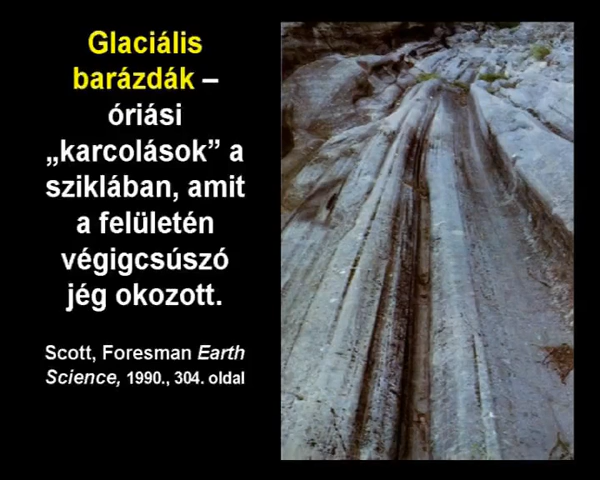 Glaciális
barázdák –
óriási
„karcolások” a
sziklában, amit
a felületén
végigcsúszó
jég okozott.
Scott, Foresman Earth
Science, 1990., 304. oldal